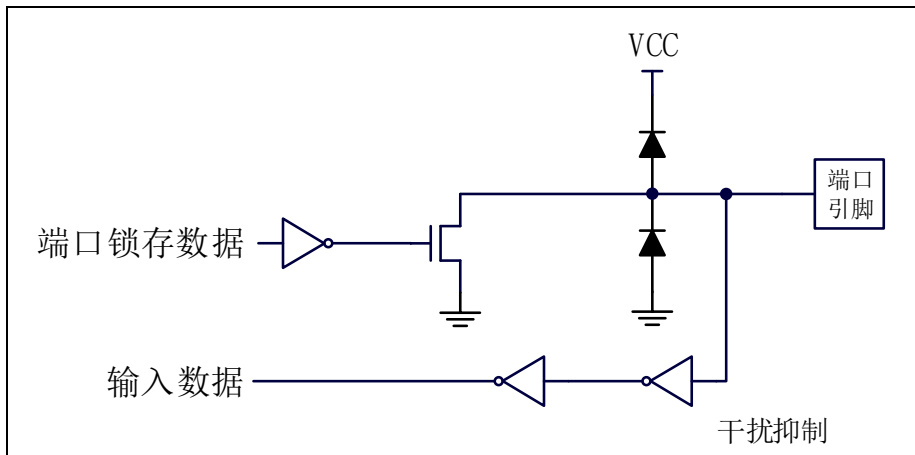 VCC
端口
引脚
端口锁存数据
输入数据
干扰抑制